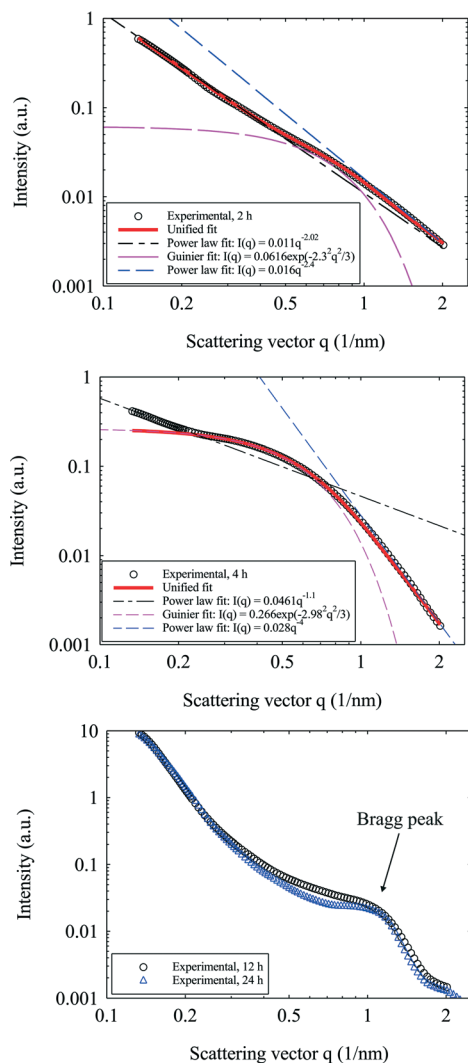 1
0.1
0.01
0.001
Intensity (a.u.)
Experimental, 2 h
Unified fit
Power law fit: I(q) = 0.011q^-2.02
Guinier fit: I(q) = 0.0616exp(-2.3^2q^2/3)
Power law fit: I(q) = 0.016q^-2.4
0.1 0.2 0.5 1 2
Scattering vector q (1/nm)
1
0.1
0.01
0.001
Intensity (a.u.)
Experimental, 4 h
Unified fit
Power law fit: I(q) = 0.0461q^-1.1
Guinier fit: I(q) = 0.266exp(-2.98^2q^2/3)
Power law fit: I(q) = 0.028q^-4
0.1 0.2 0.5 1 2
Scattering vector q (1/nm)
10
1
0.1
0.01
0.001
Intensity (a.u.)
Bragg peak
Experimental, 12 h
Experimental, 24 h
0.1 0.2 0.5 1 2
Scattering vector q (1/nm)